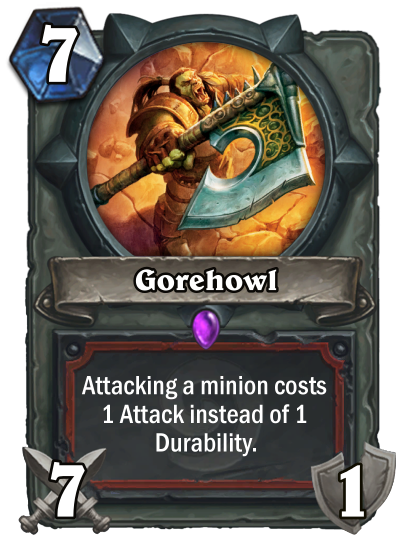 7
Gorehowl
Attacking a minion costs
1 Attack instead of 1
Durability.
7
1